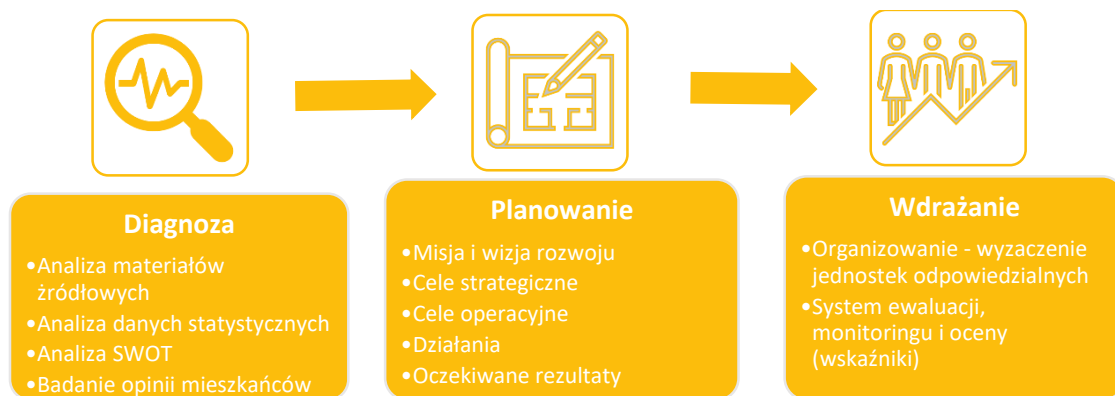 Diagnoza
•Analiza materiałów
żródłowych
•Analiza danych statystycznych
•Analiza SWOT
•Badanie opinii mieszkańców
Planowanie
•Misja i wizja rozwoju
•Cele strategiczne
•Cele operacyjne
•Działania
•Oczekiwane rezultaty
Wdrażanie
•Organizowanie - wyzaczenie
jednostek odpowiedzialnych
•System ewaluacji,
monitoringu i oceny
(wskaźniki)